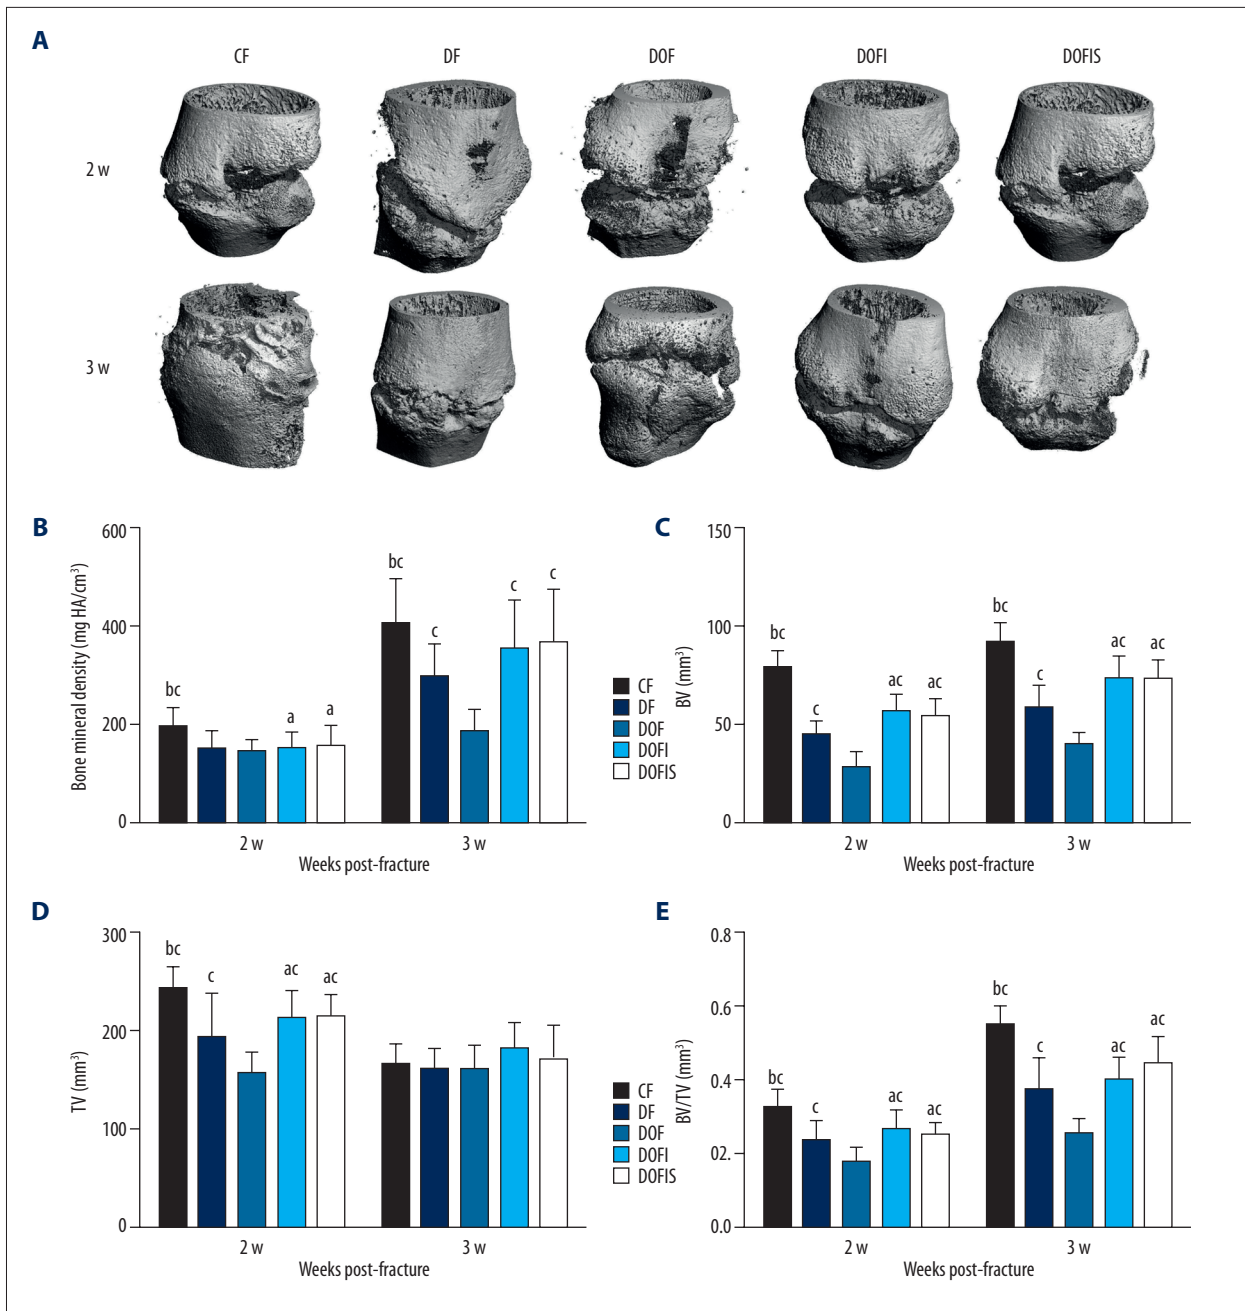 A
CF DF DOF DOFI DOFIS
2 w
3 w
B
600
400
200
0
Bone mineral density (mg HA/cm³)
bc a a
bc c c c
2 w 3 w
Weeks post-fracture
CF
DF
DOF
DOFI
DOFIS
C
150
100
50
0
BV (mm³)
bc c ac ac
bc c ac ac
2 w 3 w
Weeks post-fracture
D
300
200
100
0
TV (mm³)
bc c ac ac
2 w 3 w
Weeks post-fracture
CF
DF
DOF
DOFI
DOFIS
E
0.8
0.6
0.4
02.
0.0
BV/TV (mm³)
bc c ac ac
bc c ac ac
2 w 3 w
Weeks post-fracture